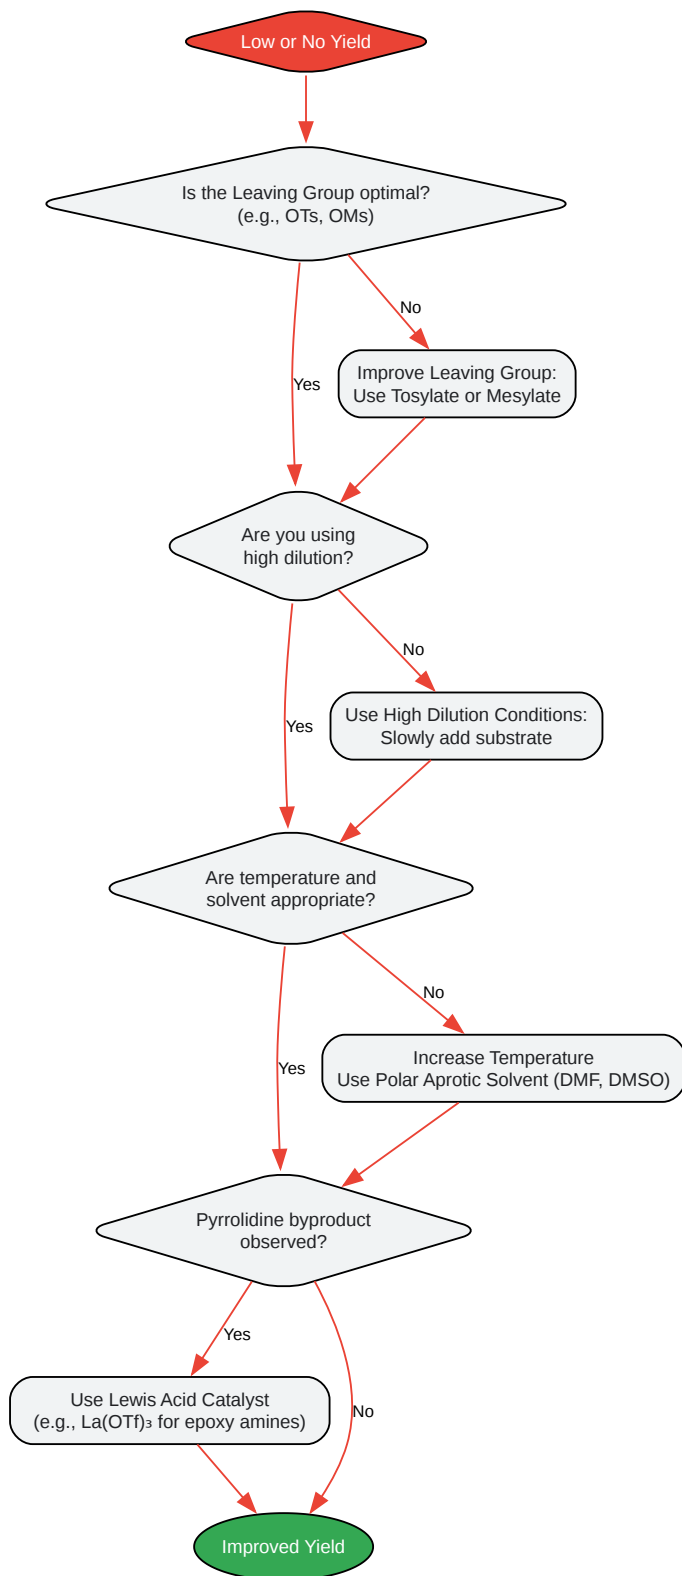 Low or No Yield
Is the Leaving Group optimal?
(e.g., OTs, OMs)
No
Yes
Improve Leaving Group:
Use Tosylate or Mesylate
Are you using
high dilution?
No
Yes
Use High Dilution Conditions:
Slowly add substrate
Are temperature and
solvent appropriate?
No
Yes
Increase Temperature
Use Polar Aprotic Solvent (DMF, DMSO)
Pyrrolidine byproduct
observed?
Yes
Use Lewis Acid Catalyst
(e.g., La(OTf)₃ for epoxy amines)
No
Improved Yield